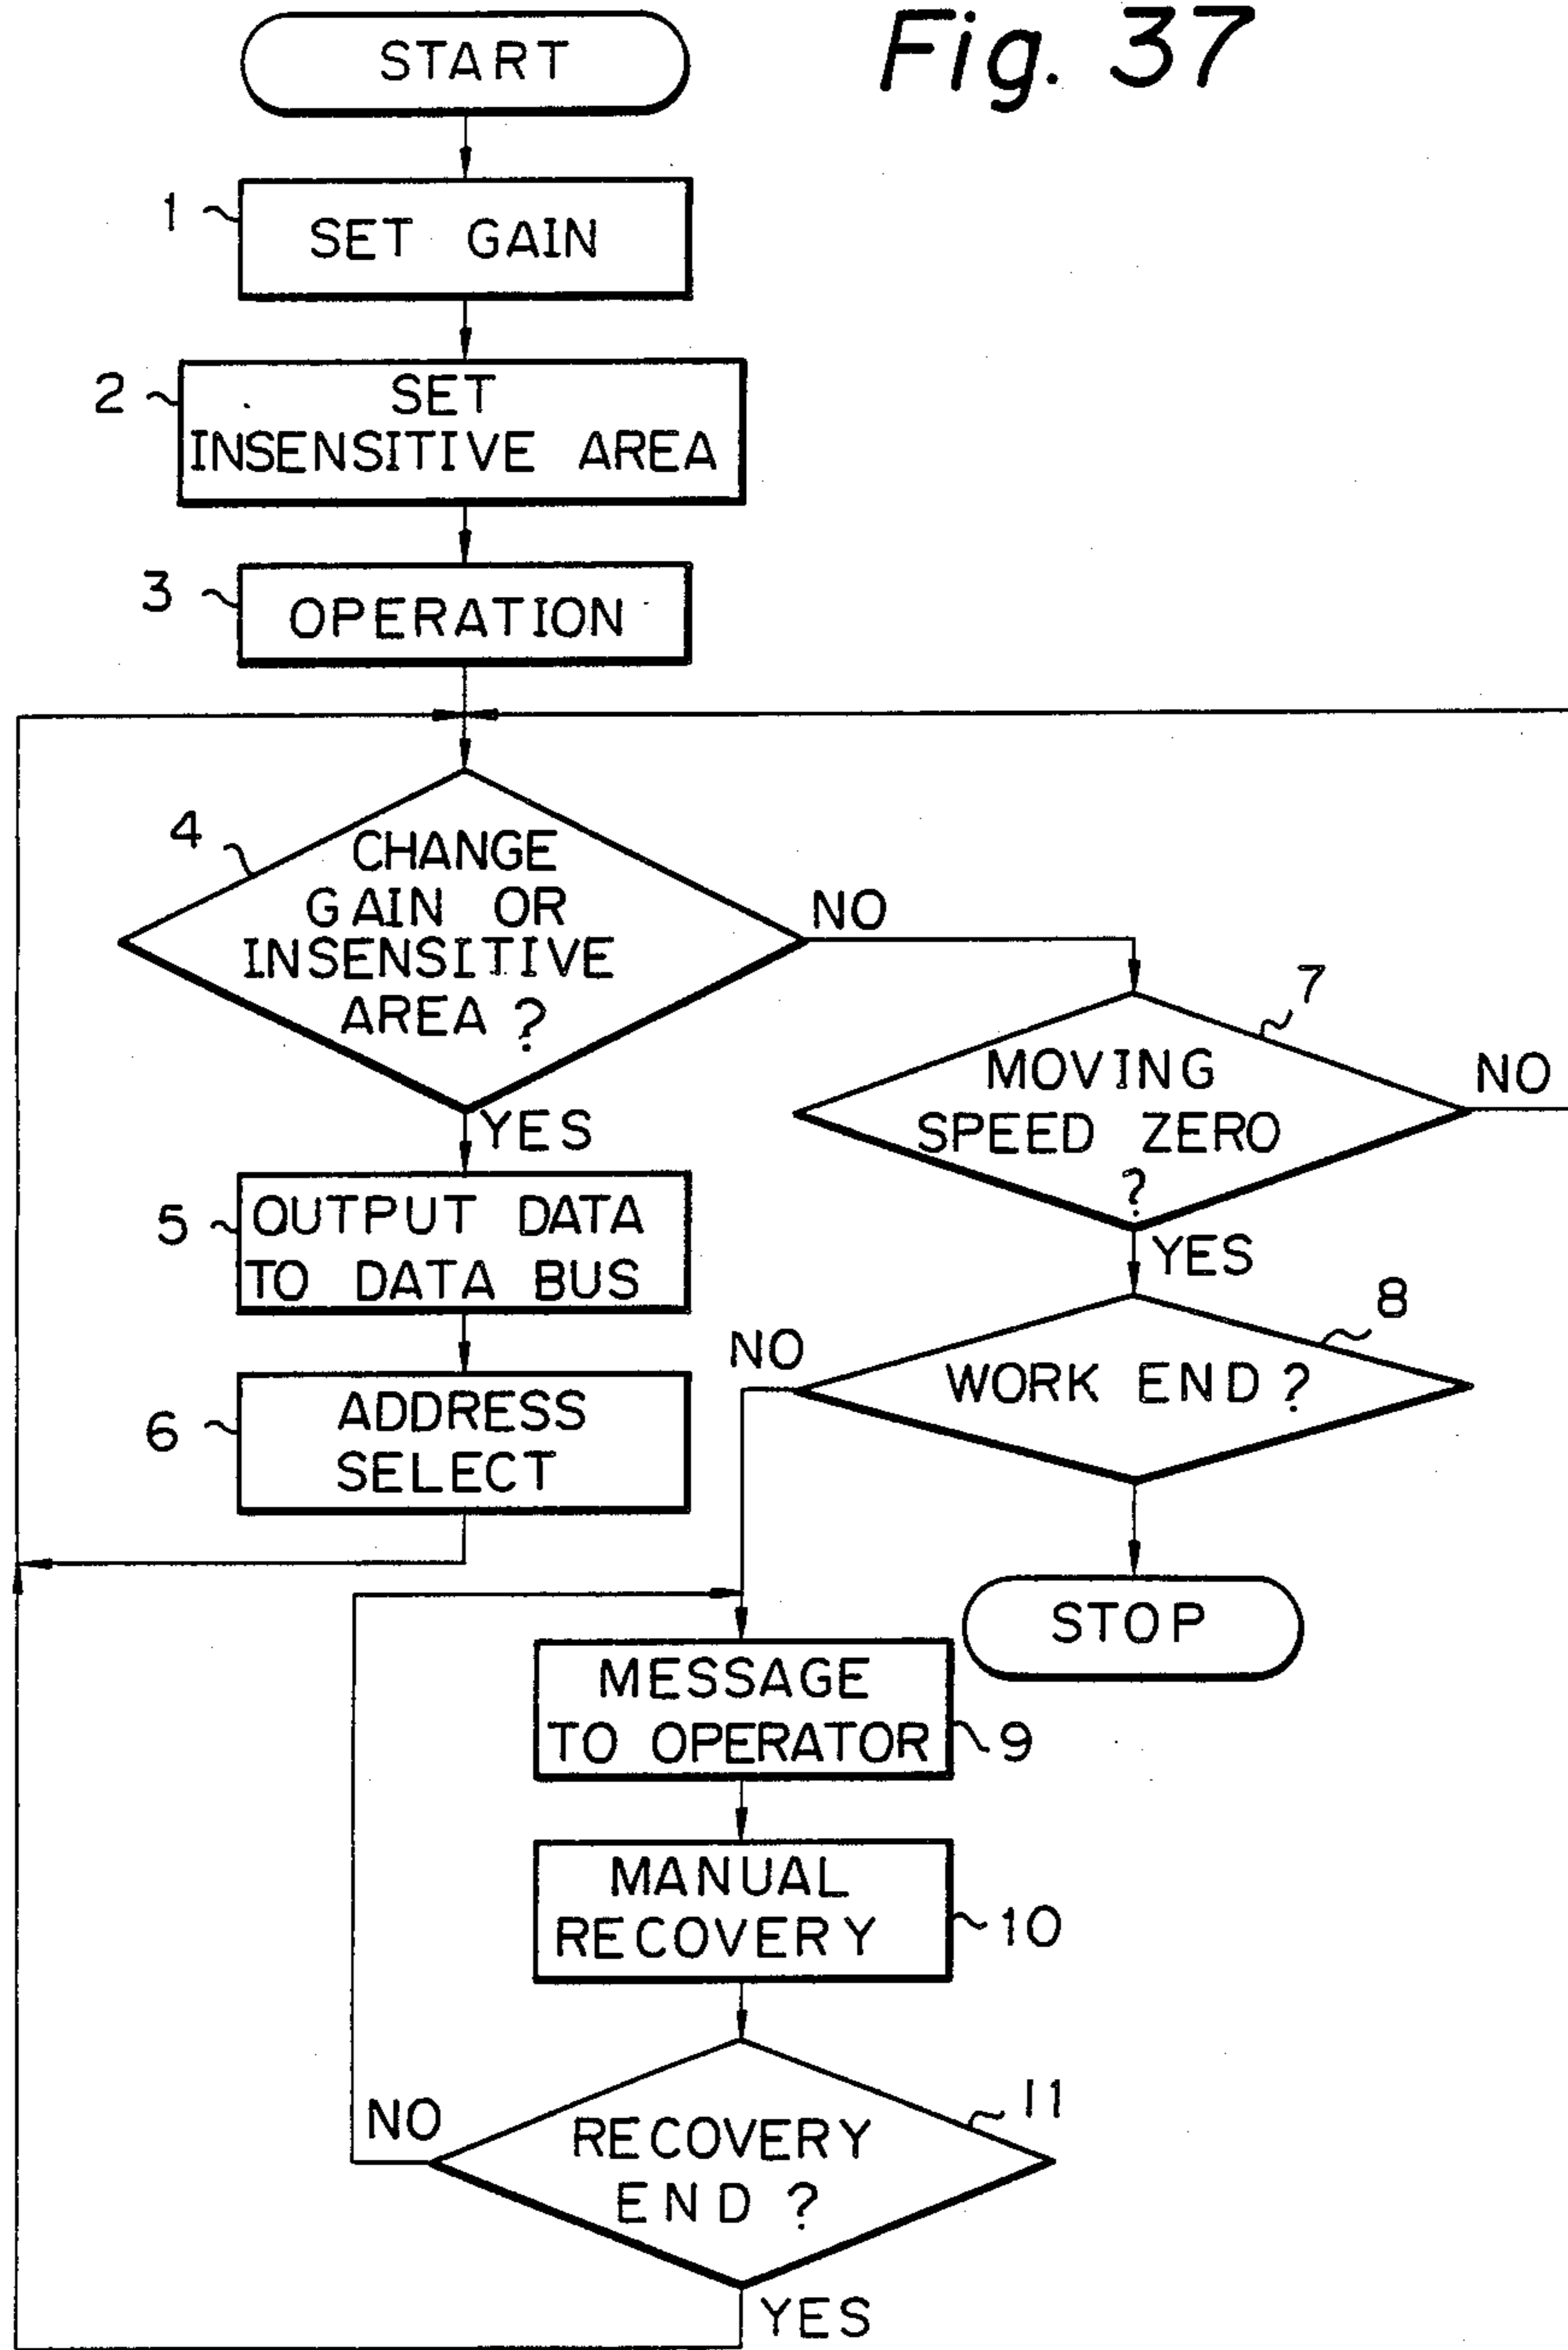 Fig. 37
START
1
SET GAIN
2
SET
INSENSITIVE AREA
3
OPERATION
4
CHANGE
GAIN OR
INSENSITIVE
AREA?
NO
YES
5
OUTPUT DATA
TO DATA BUS
6
ADDRESS
SELECT
7
MOVING
SPEED ZERO
?
NO
YES
8
WORK END?
NO
STOP
MESSAGE
TO OPERATOR
9
MANUAL
RECOVERY
10
11
RECOVERY
END?
NO
YES